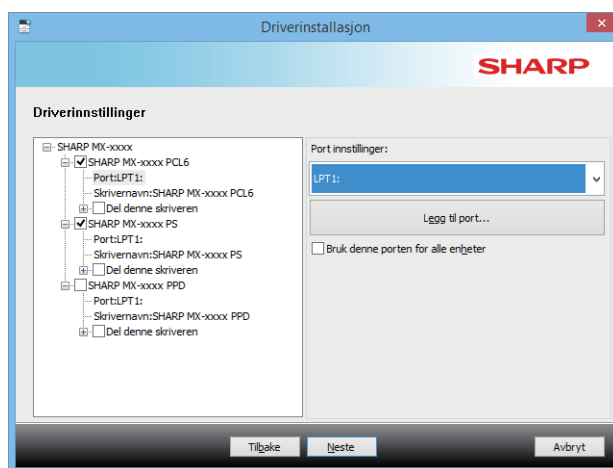 Driverinstallasjon
SHARP
Driverinnstillinger
SHARP MX-xxxx
SHARP MX-xxxx PCL6
Port:LPT1:
Skrivernavn:SHARP MX-xxxx PCL6
Del denne skriveren
SHARP MX-xxxx PS
Port:LPT1:
Skrivernavn:SHARP MX-xxxx PS
Del denne skriveren
SHARP MX-xxxx PPD
Port:LPT1:
Skrivernavn:SHARP MX-xxxx PPD
Del denne skriveren
Port innstillinger:
LPT1:
Legg til port...
Bruk denne porten for alle enheter
Tilbake
Neste
Avbryt